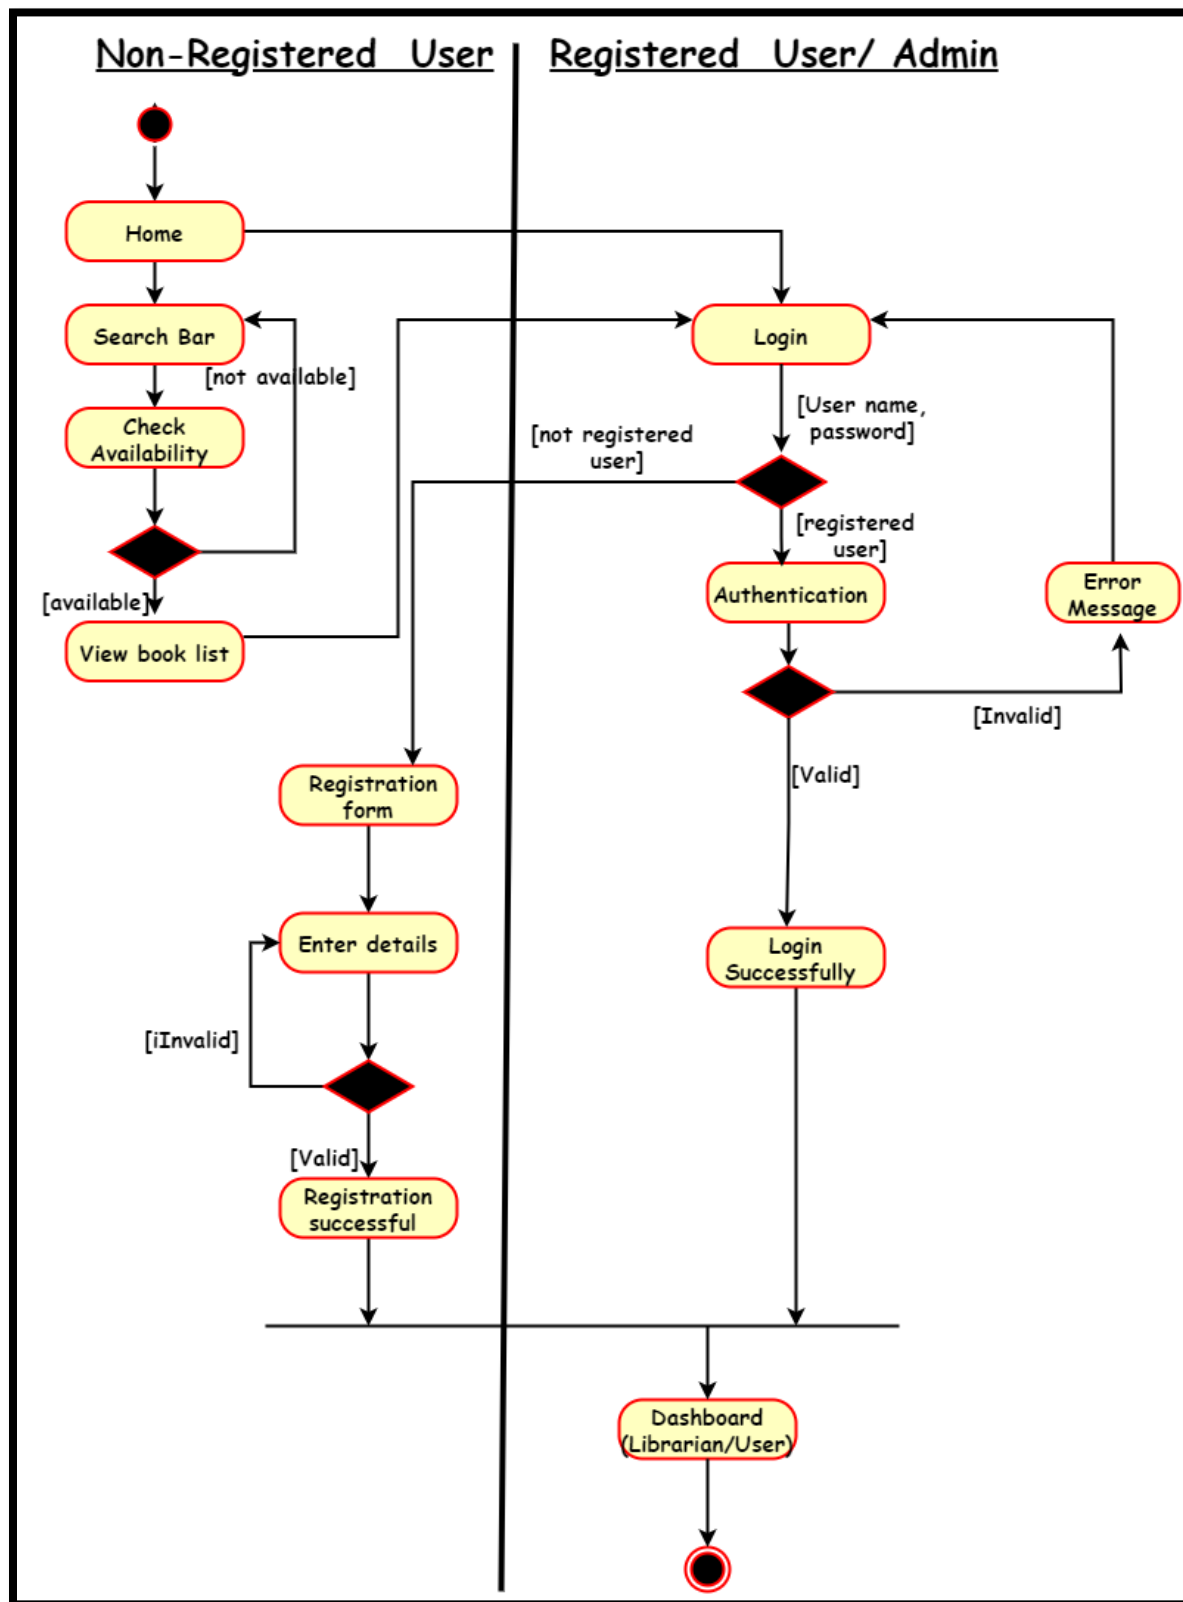 Non-Registered User
Registered User/ Admin
Home
Search Bar
Login
[not available]
[User name,
password]
Check
Availability
[not registered
user]
[registered
user]
[available]
Authentication
Error
Message
View book list
[Invalid]
[Valid]
Registration
form
Enter details
Login
Successfully
[iInvalid]
[Valid]
Registration
successful
Dashboard
(Librarian/User)